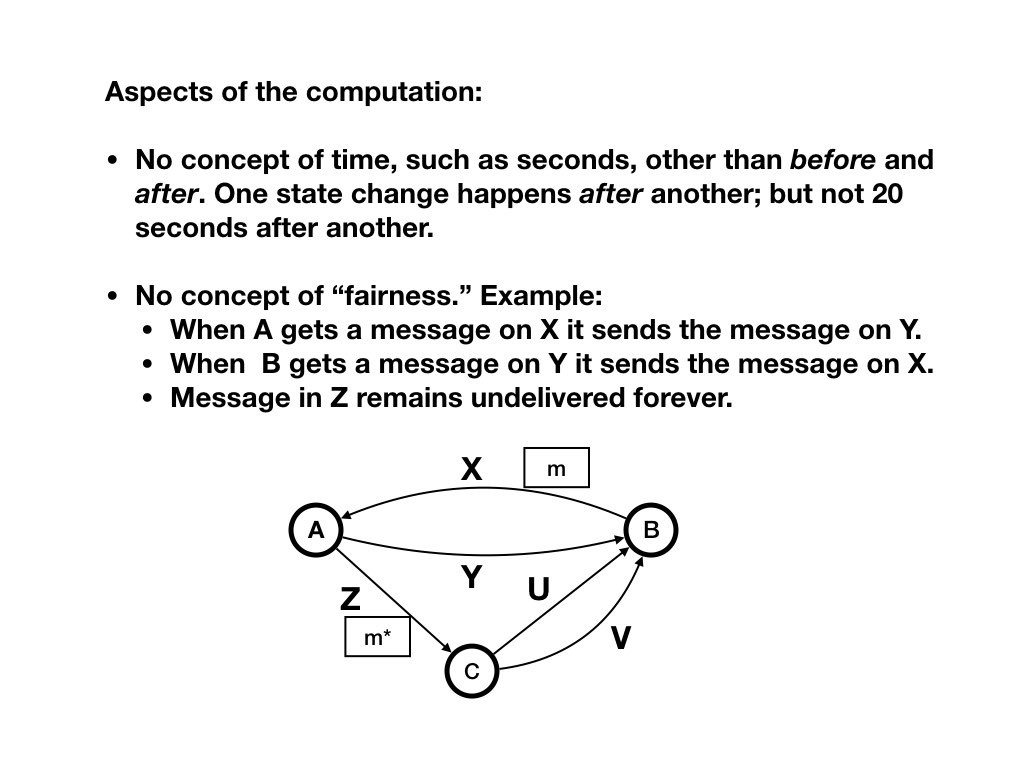 Aspects of the computation:
• No concept of time, such as seconds, other than before and
after. One state change happens after another; but not 20
seconds after another.
• No concept of “fairness.” Example:
• When A gets a message on X it sends the message on Y.
• When  B gets a message on Y it sends the message on X.
• Message in Z remains undelivered forever.
X
m
A
B
Y
U
Z
m*
V
C